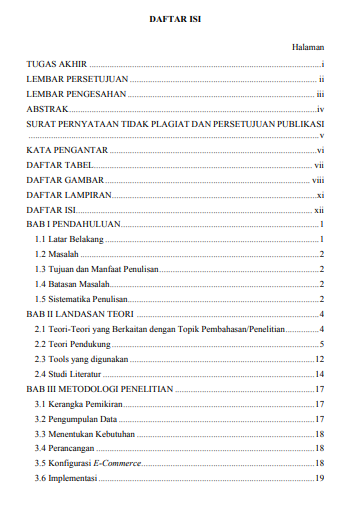 DAFTAR ISI
Halaman
TUGAS AKHIR ........................................ i
LEMBAR PERSETUJUAN ........................................ ii
LEMBAR PENGESAHAN ........................................ iii
ABSTRAK ........................................ iv
SURAT PERNYATAAN TIDAK PLAGIAT DAN PERSETUJUAN PUBLIKASI
........................................ v
KATA PENGANTAR ........................................ vi
DAFTAR TABEL ........................................ vii
DAFTAR GAMBAR ........................................ viii
DAFTAR LAMPIRAN ........................................ xi
DAFTAR ISI ........................................ xii
BAB I PENDAHULUAN ........................................ 1
1.1 Latar Belakang ........................................ 1
1.2 Masalah ........................................ 2
1.3 Tujuan dan Manfaat Penulisan ........................................ 2
1.4 Batasan Masalah ........................................ 2
1.5 Sistematika Penulisan ........................................ 2
BAB II LANDASAN TEORI ........................................ 4
2.1 Teori-Teori yang Berkaitan dengan Topik Pembahasan/Penelitian ............... 4
2.2 Teori Pendukung ........................................ 5
2.3 Tools yang digunakan ........................................ 12
2.4 Studi Literatur ........................................ 14
BAB III METODOLOGI PENELITIAN ........................................ 17
3.1 Kerangka Pemikiran ........................................ 17
3.2 Pengumpulan Data ........................................ 17
3.3 Menentukan Kebutuhan ........................................ 18
3.4 Perancangan ........................................ 18
3.5 Konfigurasi E-Commerce ........................................ 18
3.6 Implementasi ........................................ 19